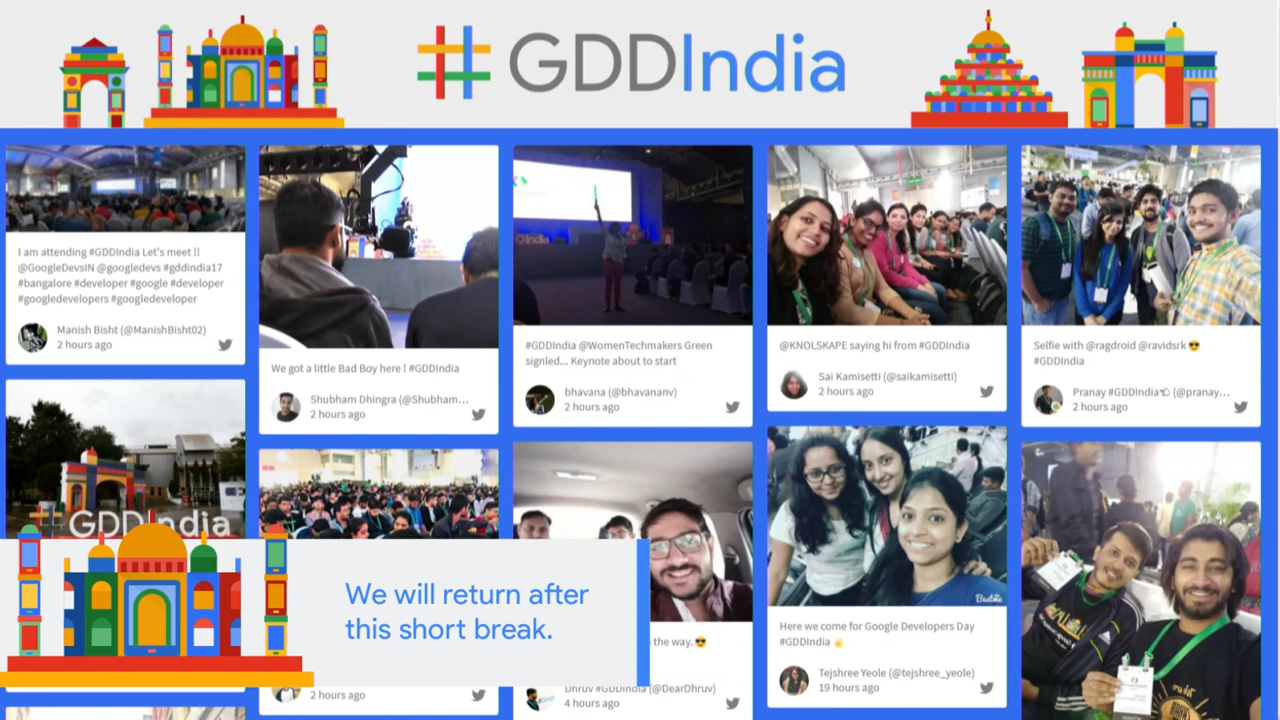 #GDDIndia
I am attending #GDDIndia Let's meet !!
@GoogleDevsIN @googledevs #gddindia17
#bangalore #developer #google #developer
#googledevelopers #googledeveloper
Manish Bisht (@ManishBisht02)
2 hours ago
#GDDIndia
We got a little Bad Boy here ! #GDDIndia
Shubham Dhingra (@Shubham...
2 hours ago
2 hours ago
India
#GDDIndia @WomenTechmakers Green
signled... Keynote about to start
bhavana (@bhavananv)
2 hours ago
the way. 😎
Dhruv #GDDIndia (@DearDhruv)
4 hours ago
@KNOLSKAPE saying hi from #GDDIndia
Sai Kamisetti (@saikamisetti)
2 hours ago
Here we come for Google Developers Day
#GDDIndia ✌
Tejshree Yeole (@tejshree_yeole)
19 hours ago
Selfie with @ragdroid @ravidsrk 😎
#GDDIndia
Pranay #GDDIndia (@pranay...
2 hours ago
We will return after
this short break.